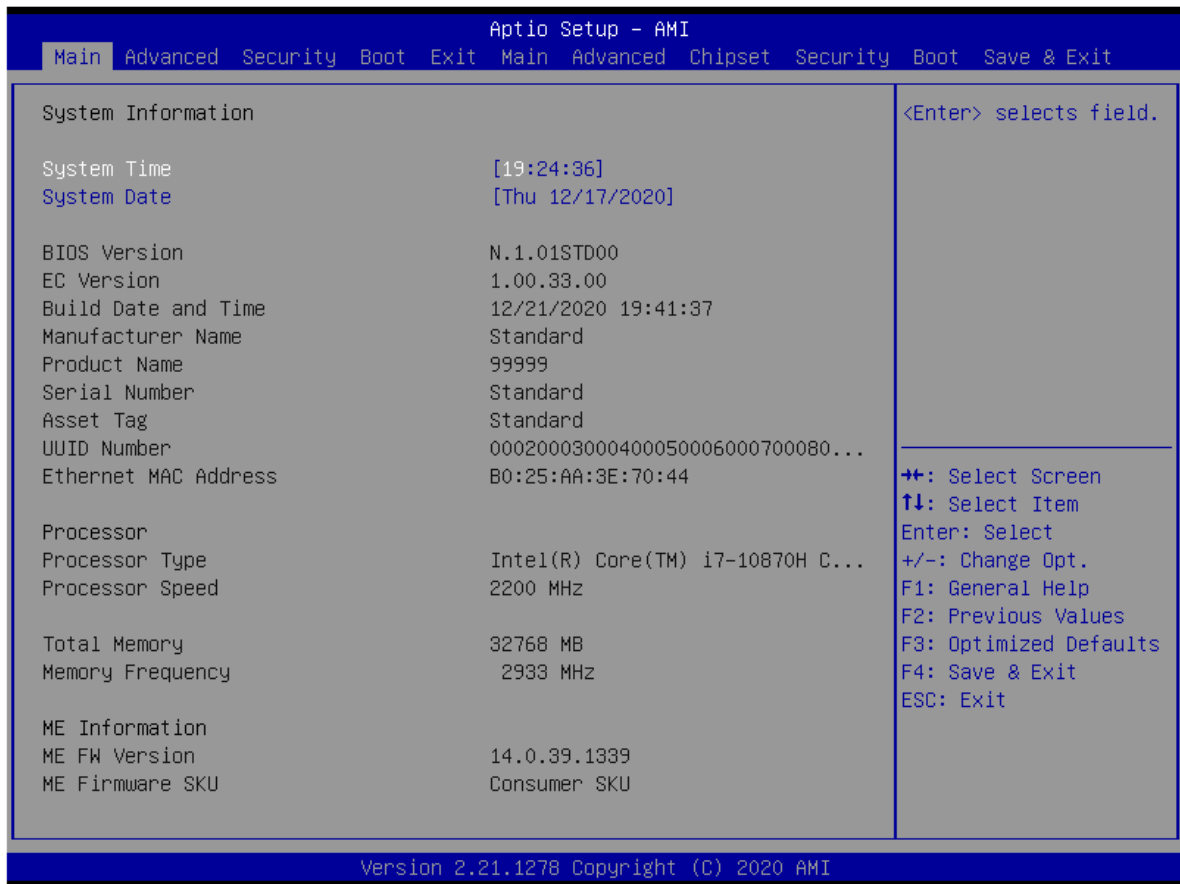 Aptio Setup - AMI
Main Advanced Security Boot Exit Main Advanced Chipset Security Boot Save & Exit
System Information
System Time [19:24:36]
System Date [Thu 12/17/2020]
BIOS Version N.1.01STD00
EC Version 1.00.33.00
Build Date and Time 12/21/2020 19:41:37
Manufacturer Name Standard
Product Name 99999
Serial Number Standard
Asset Tag Standard
UUID Number 00020003000400050006000700080...
Ethernet MAC Address B0:25:AA:3E:70:44
Processor
Processor Type Intel(R) Core(TM) i7-10870H C...
Processor Speed 2200 MHz
Total Memory 32768 MB
Memory Frequency 2933 MHz
ME Information
ME FW Version 14.0.39.1339
ME Firmware SKU Consumer SKU
<Enter> selects field.
→←: Select Screen
↑↓: Select Item
Enter: Select
+/-: Change Opt.
F1: General Help
F2: Previous Values
F3: Optimized Defaults
F4: Save & Exit
ESC: Exit
Version 2.21.1278 Copyright (C) 2020 AMI